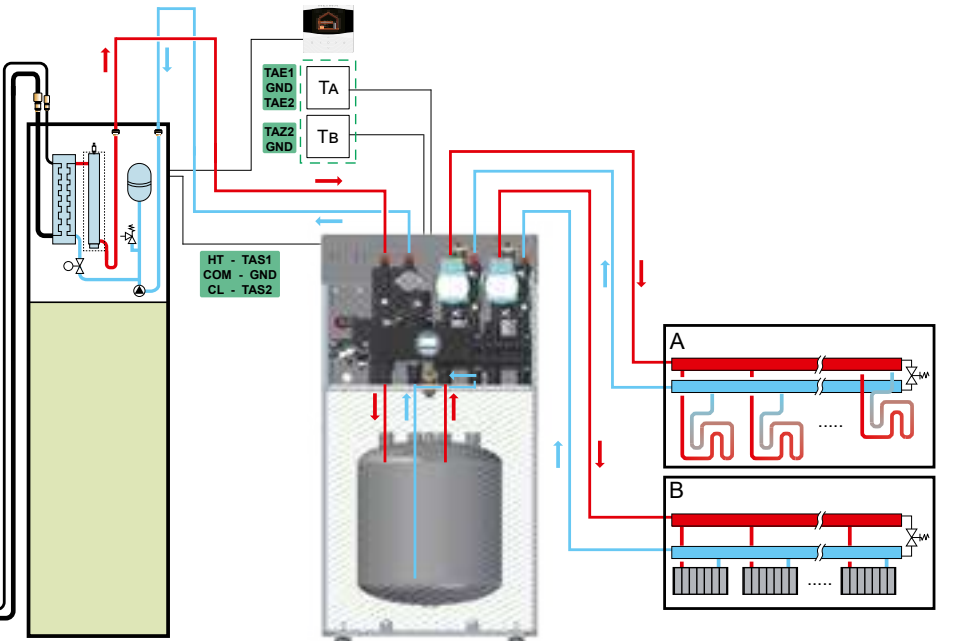 TAE1
GND
TAE2
TA
TAZ2
GND
TB
HT - TAS1
COM - GND
CL - TAS2
A
.....
B
.....